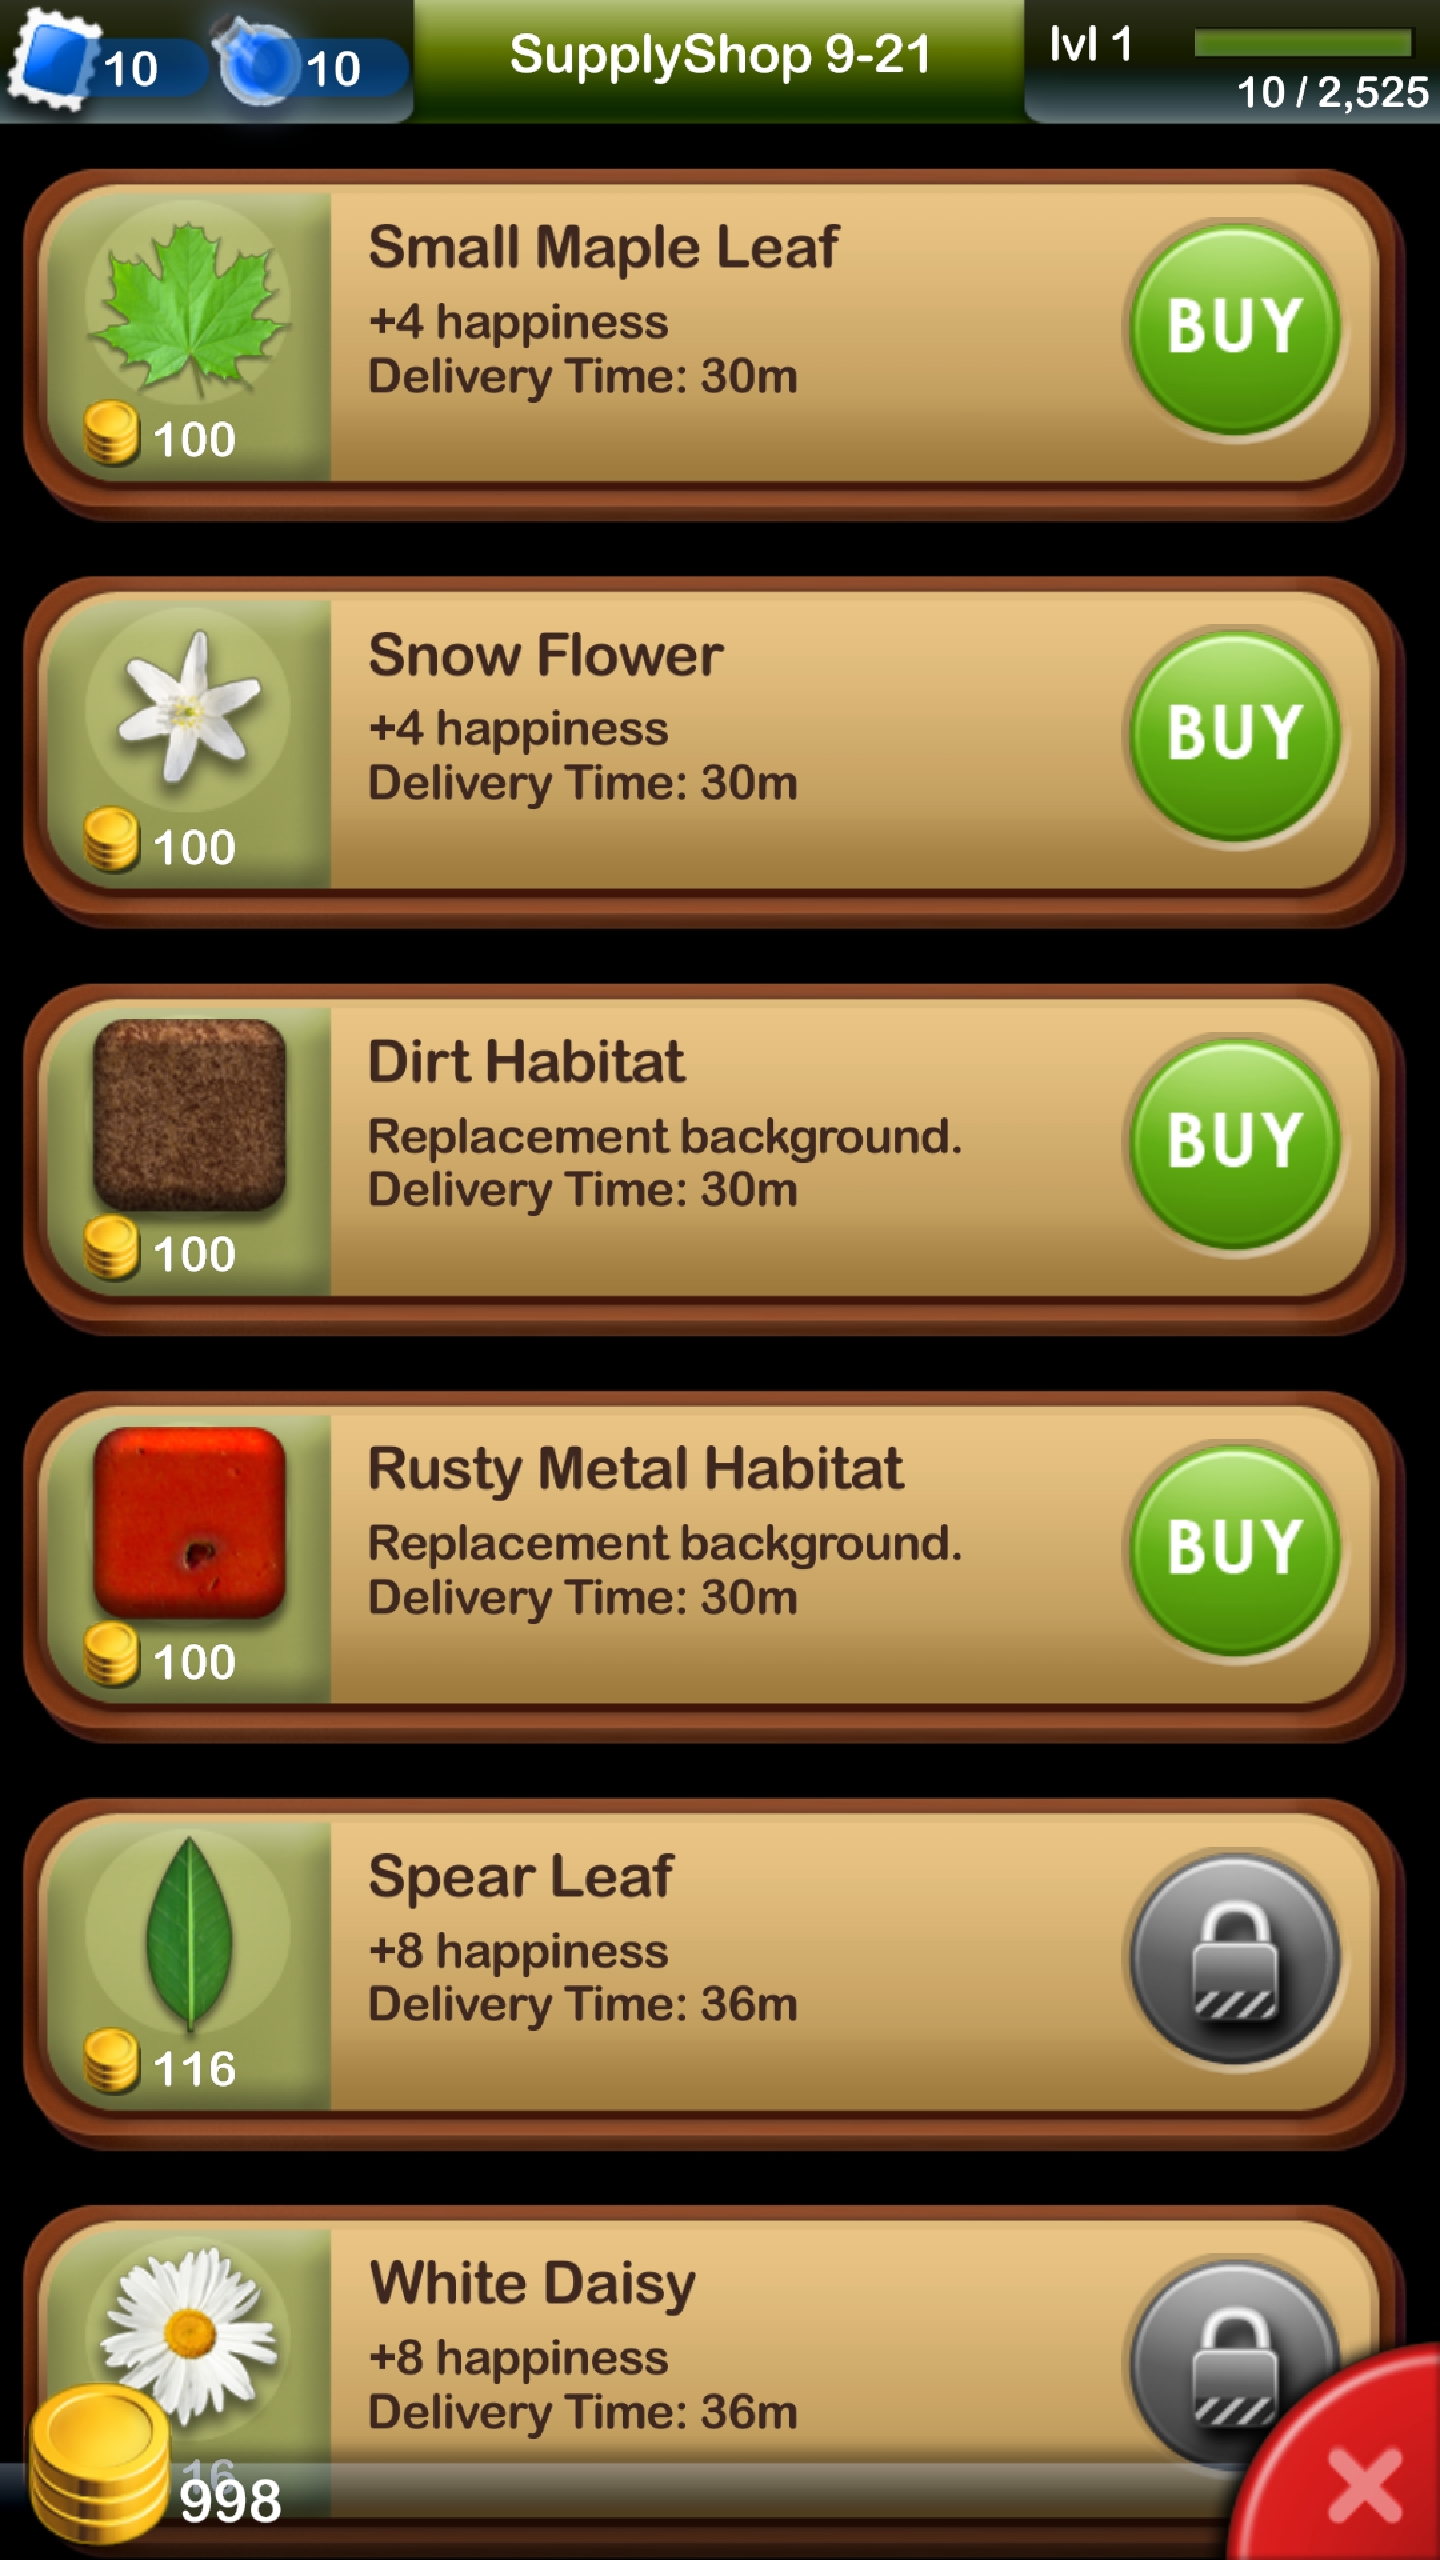 10
10
SupplyShop 9-21
lvl 1
10 / 2,525
Small Maple Leaf
+4 happiness
Delivery Time: 30m
100
BUY
Snow Flower
+4 happiness
Delivery Time: 30m
100
BUY
Dirt Habitat
Replacement background.
Delivery Time: 30m
100
BUY
Rusty Metal Habitat
Replacement background.
Delivery Time: 30m
100
BUY
Spear Leaf
+8 happiness
Delivery Time: 36m
116
White Daisy
+8 happiness
Delivery Time: 36m
998